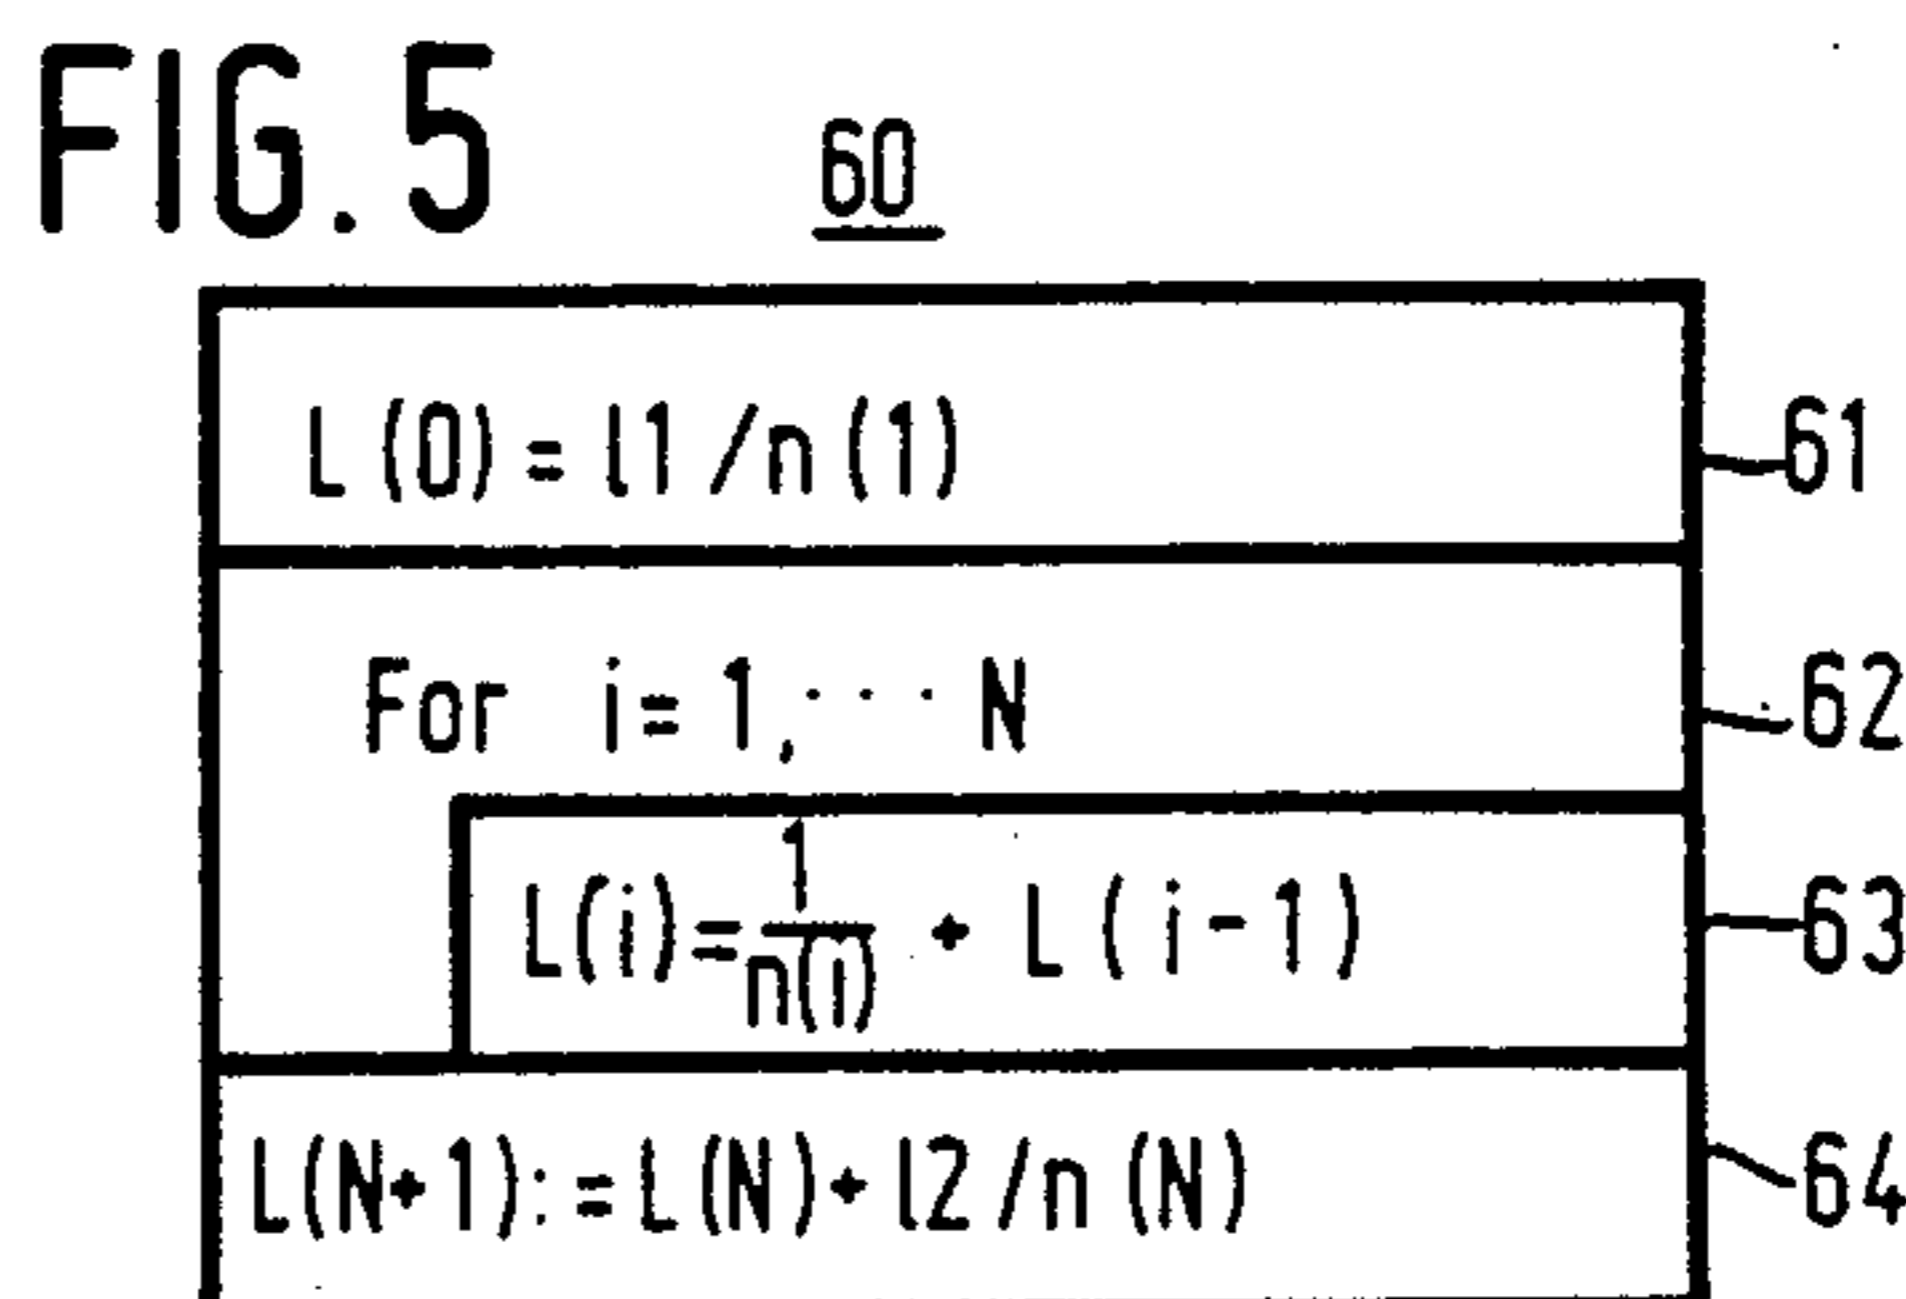 FIG. 5
60
L(0) = l1/n(1)
61
For i = 1, ... N
62
L(i) = 1/n(i) + L(i-1)
63
L(N+1) := L(N) + l2/n(N)
64